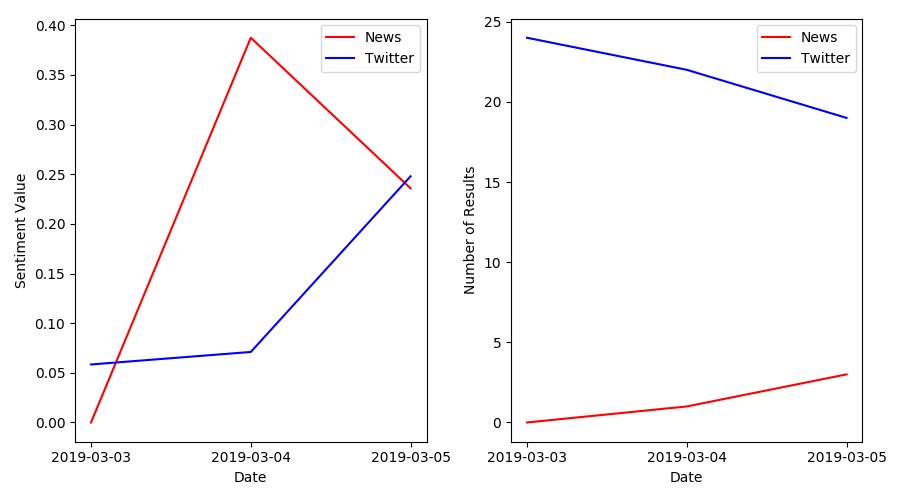 0.40
0.35
0.30
0.25
0.20
0.15
0.10
0.05
0.00
Sentiment Value
2019-03-03
2019-03-04
2019-03-05
Date
News
Twitter
25
20
15
10
5
0
Number of Results
2019-03-03
2019-03-04
2019-03-05
Date
News
Twitter